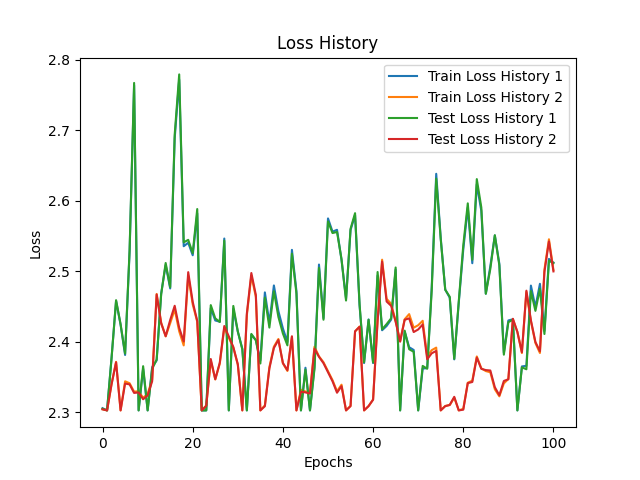 Loss History
2.8
2.7
2.6
2.5
2.4
2.3
Loss
0
20
40
60
80
100
Epochs
Train Loss History 1
Train Loss History 2
Test Loss History 1
Test Loss History 2